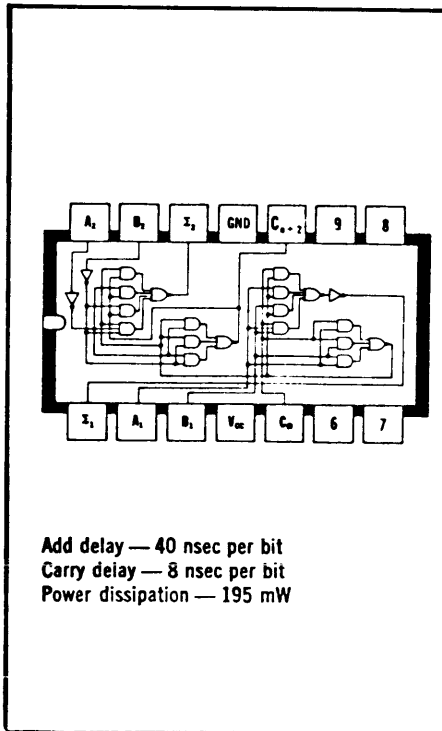 A₂ B₂ Σ₂ GND Cₙ₊₂ 9 8
Σ₁ A₁ B₁ Vcc Cₙ 6 7
Add delay — 40 nsec per bit
Carry delay — 8 nsec per bit
Power dissipation — 195 mW